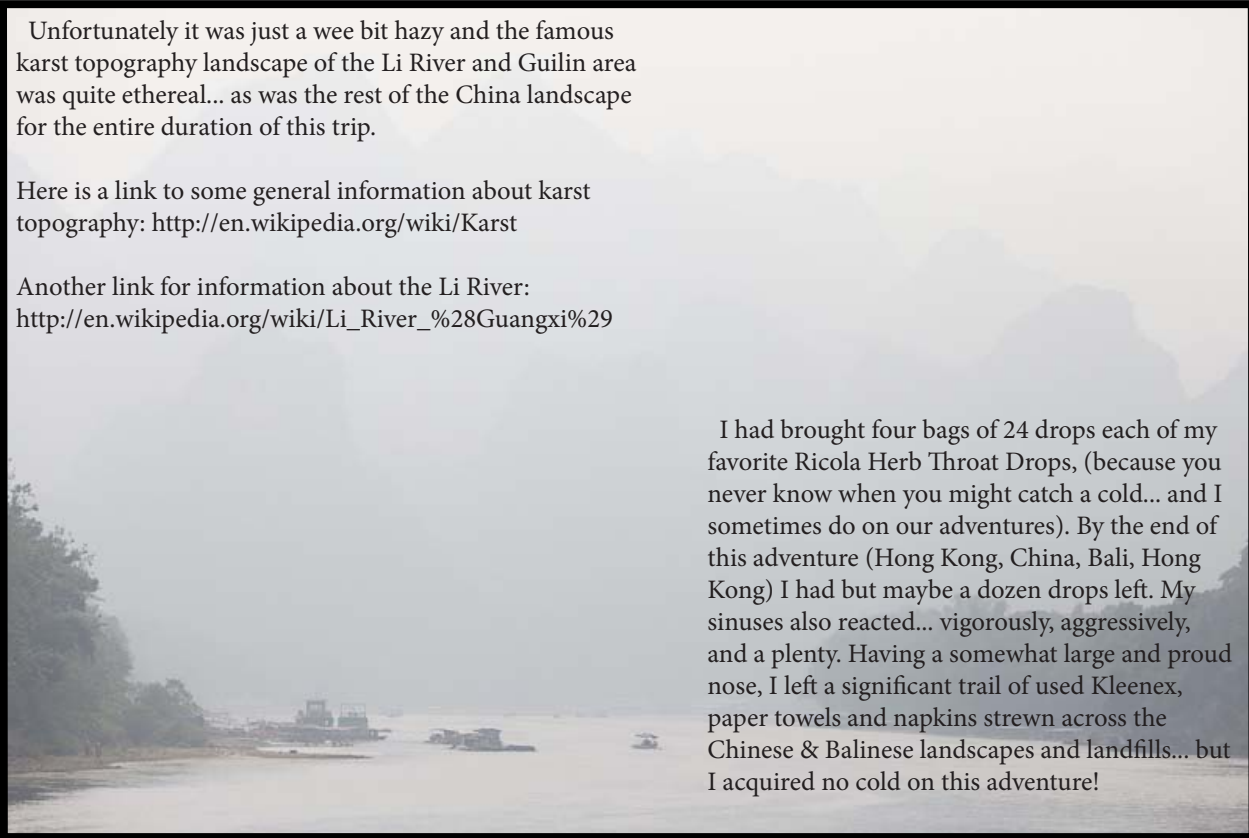 Unfortunately it was just a wee bit hazy and the famous
karst topography landscape of the Li River and Guilin area
was quite ethereal... as was the rest of the China landscape
for the entire duration of this trip.
Here is a link to some general information about karst
topography: http://en.wikipedia.org/wiki/Karst
Another link for information about the Li River:
http://en.wikipedia.org/wiki/Li_River_%28Guangxi%29
I had brought four bags of 24 drops each of my
favorite Ricola Herb Throat Drops, (because you
never know when you might catch a cold... and I
sometimes do on our adventures). By the end of
this adventure (Hong Kong, China, Bali, Hong
Kong) I had but maybe a dozen drops left. My
sinuses also reacted... vigorously, aggressively,
and a plenty. Having a somewhat large and proud
nose, I left a significant trail of used Kleenex,
paper towels and napkins strewn across the
Chinese & Balinese landscapes and landfills... but
I acquired no cold on this adventure!